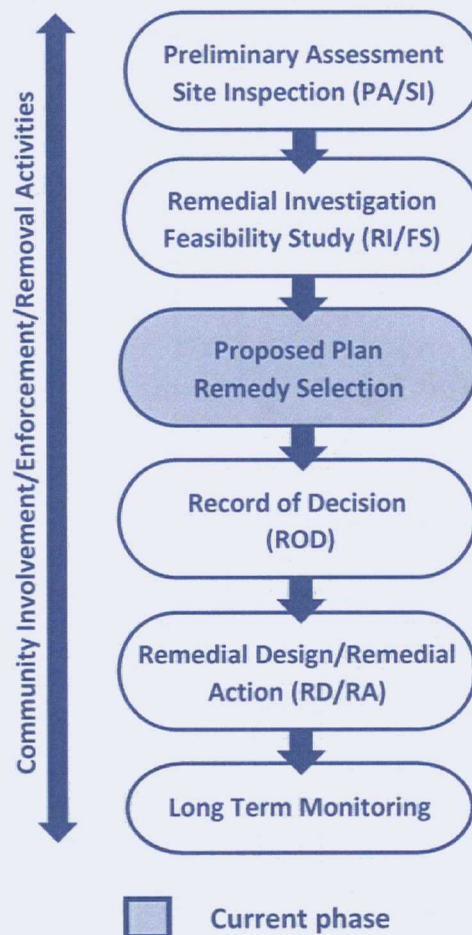 Community Involvement/Enforcement/Removal Activities
Preliminary Assessment
Site Inspection (PA/SI)
Remedial Investigation
Feasibility Study (RI/FS)
Proposed Plan
Remedy Selection
Record of Decision
(ROD)
Remedial Design/Remedial
Action (RD/RA)
Long Term Monitoring
Current phase